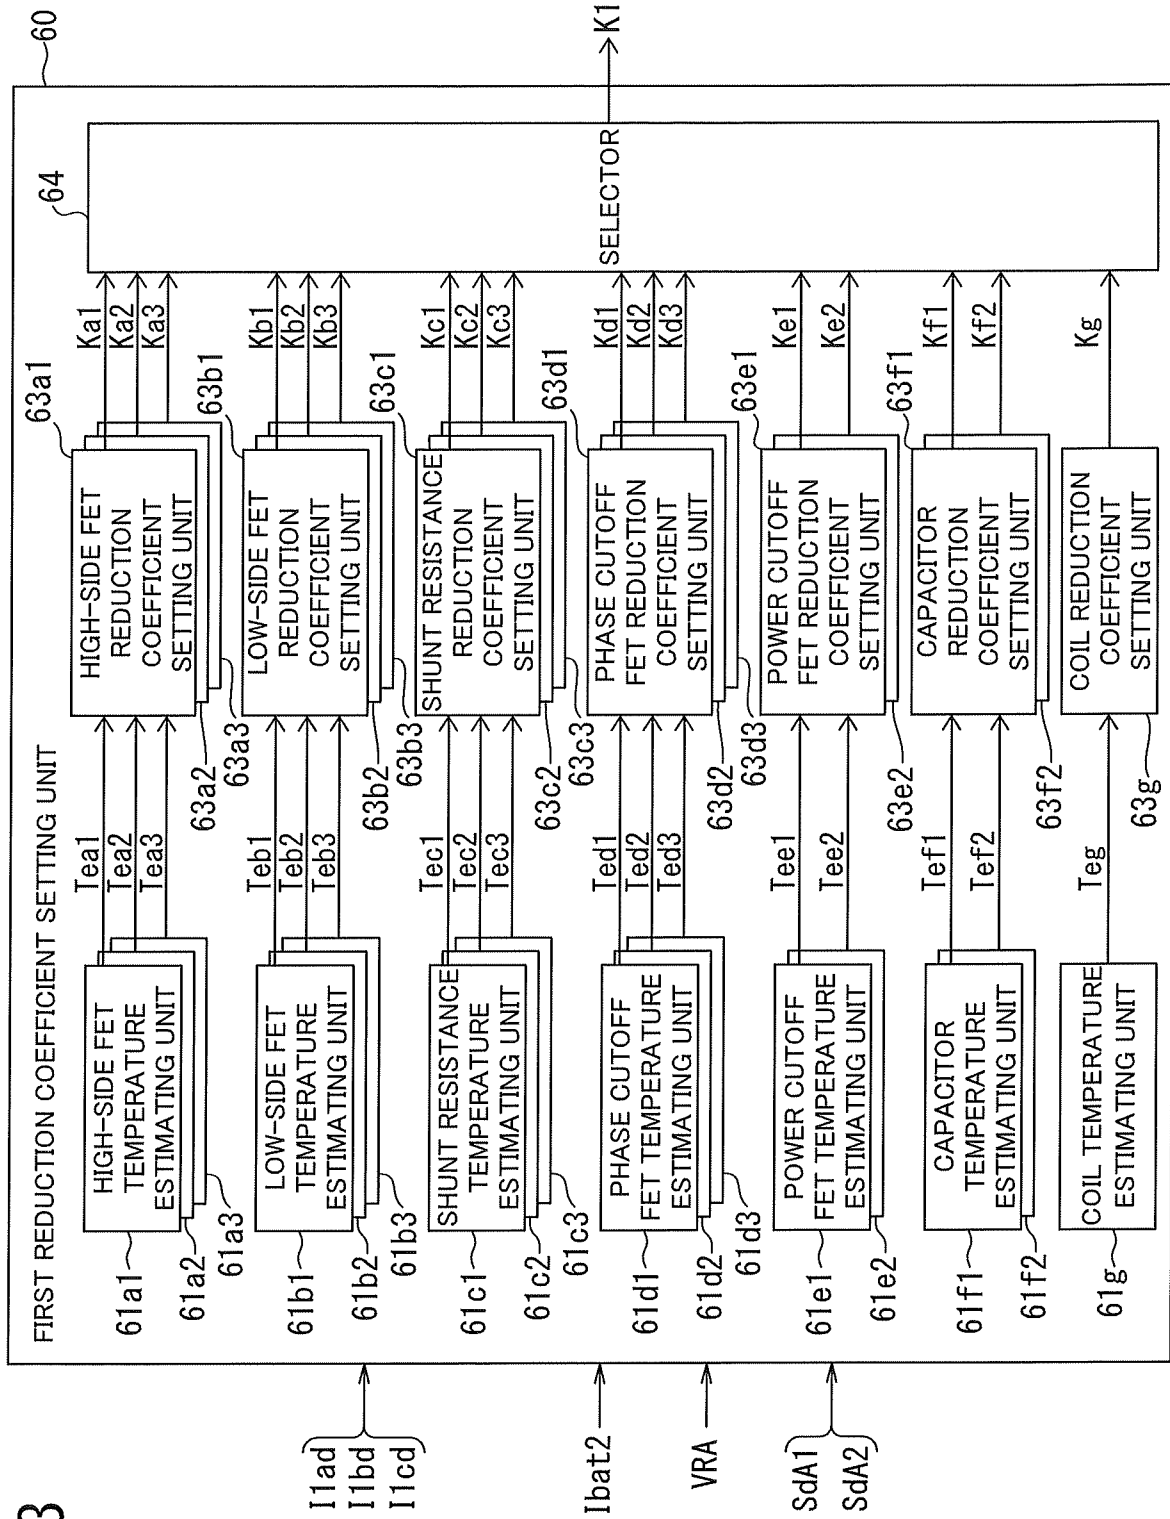 3
FIRST REDUCTION COEFFICIENT SETTING UNIT
60
I1ad
I1bd
I1cd
Ibat2
VRA
SdA1
SdA2
61a1
61a2
61a3
HIGH-SIDE FET
TEMPERATURE
ESTIMATING UNIT
Tea1
Tea2
Tea3
HIGH-SIDE FET
REDUCTION
COEFFICIENT
SETTING UNIT
63a1
63a2
63a3
Ka1
Ka2
Ka3
61b1
61b2
61b3
LOW-SIDE FET
TEMPERATURE
ESTIMATING UNIT
Teb1
Teb2
Teb3
LOW-SIDE FET
REDUCTION
COEFFICIENT
SETTING UNIT
63b1
63b2
63b3
Kb1
Kb2
Kb3
61c1
61c2
61c3
SHUNT RESISTANCE
TEMPERATURE
ESTIMATING UNIT
Tec1
Tec2
Tec3
SHUNT RESISTANCE
REDUCTION
COEFFICIENT
SETTING UNIT
63c1
63c2
63c3
Kc1
Kc2
Kc3
61d1
61d2
61d3
PHASE CUTOFF
FET TEMPERATURE
ESTIMATING UNIT
Ted1
Ted2
Ted3
PHASE CUTOFF
FET REDUCTION
COEFFICIENT
SETTING UNIT
63d1
63d2
63d3
Kd1
Kd2
Kd3
61e1
61e2
POWER CUTOFF
FET TEMPERATURE
ESTIMATING UNIT
Tee1
Tee2
POWER CUTOFF
FET REDUCTION
COEFFICIENT
SETTING UNIT
63e1
63e2
Ke1
Ke2
61f1
61f2
CAPACITOR
TEMPERATURE
ESTIMATING UNIT
Tef1
Tef2
CAPACITOR
REDUCTION
COEFFICIENT
SETTING UNIT
63f1
63f2
Kf1
Kf2
61g
COIL TEMPERATURE
ESTIMATING UNIT
Teg
COIL REDUCTION
COEFFICIENT
SETTING UNIT
63g
Kg
64
SELECTOR
K1